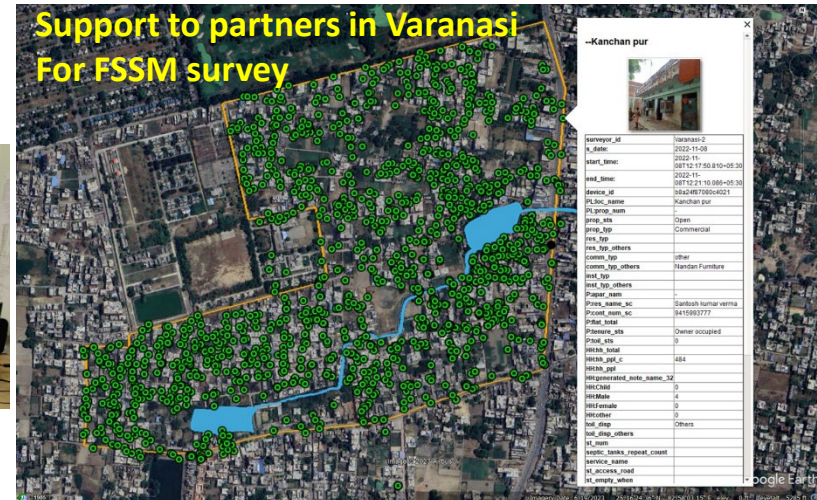 Support to partners in Varanasi
For FSSM survey
--Kanchan pur
surveyor_id Varanasi-2
s_date: 2022-11-08
start_time: 2022-11-08T12:17:50.810+05:30
end_time: 2022-11-08T12:21:10.086+05:30
device_id b8a24f87080c4021
PL:loc_name Kanchan pur
PL:prop_num -
prop_sts Open
prop_typ Commercial
res_typ
res_typ_others
comm_typ other
comm_typ_others Nandan Furniture
inst_typ
inst_typ_others
P:apar_nam -
P:res_name_sc Santosh kumar verma
P:cont_num_sc 9415993777
P:flat_total
P:tenure_sts Owner occupied
P:toil_sts 0
HH:hh_total
HH:hh_ppl_c 484
HH:hh_ppl
HH:generated_note_name_32
HH:Child 0
HH:Male 4
HH:Female 0
HH:other 0
toil_disp Others
toil_disp_others
st_num
septic_tanks_repeat_count
service_name
st_access_road
st_empty_when
Google Earth
1985